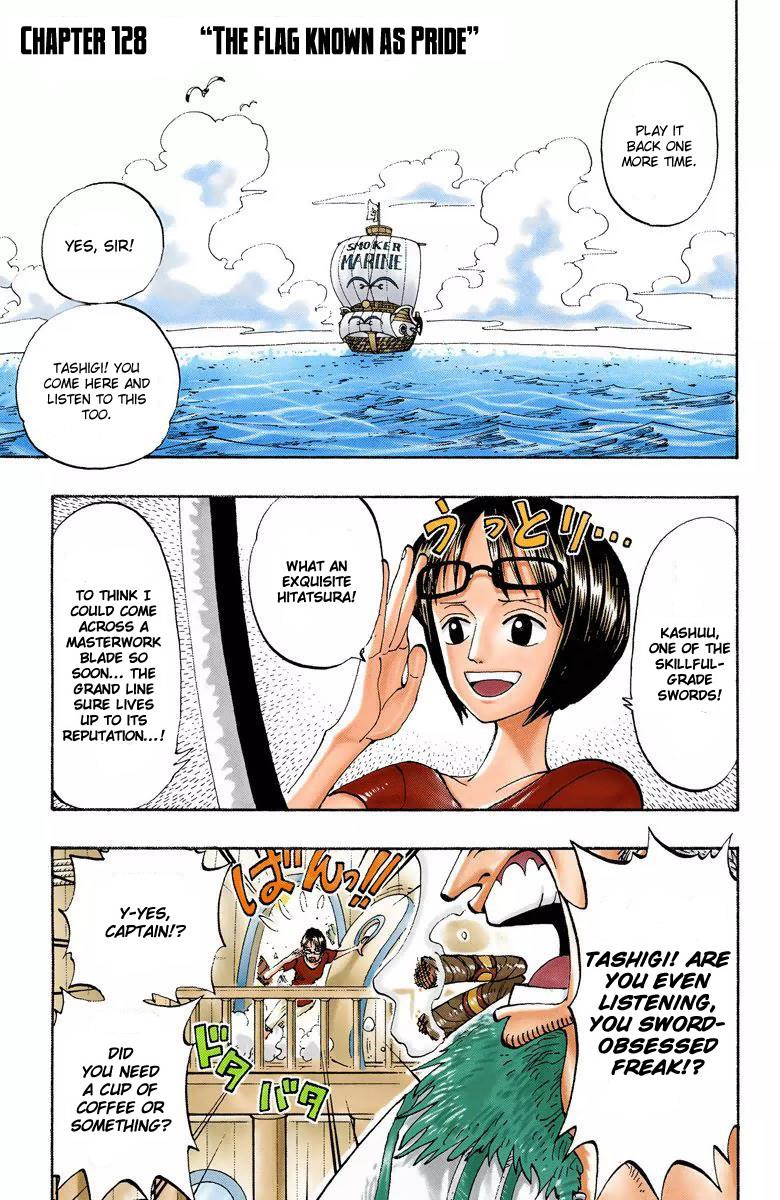 CHAPTER 128 "THE FLAG KNOWN AS PRIDE"
PLAY IT
BACK ONE
MORE TIME.
YES, SIR!
SMOKER
MARINE
TASHIGI! YOU
COME HERE AND
LISTEN TO THIS
TOO.
うっとり...
KASHUU,
ONE OF THE
SKILLFUL-
GRADE
SWORDS!
WHAT AN
EXQUISITE
HITATSURA!
TO THINK I
COULD COME
ACROSS A
MASTERWORK
BLADE SO
SOON... THE
GRAND LINE
SURE LIVES
UP TO ITS
REPUTATION...!
TASHIGI! ARE
YOU EVEN
LISTENING,
YOU SWORD-
OBSESSED
FREAK!?
ばんっ!!
Y-YES,
CAPTAIN!?
ドタ
バタ
DID
YOU NEED
A CUP OF
COFFEE OR
SOMETHING?